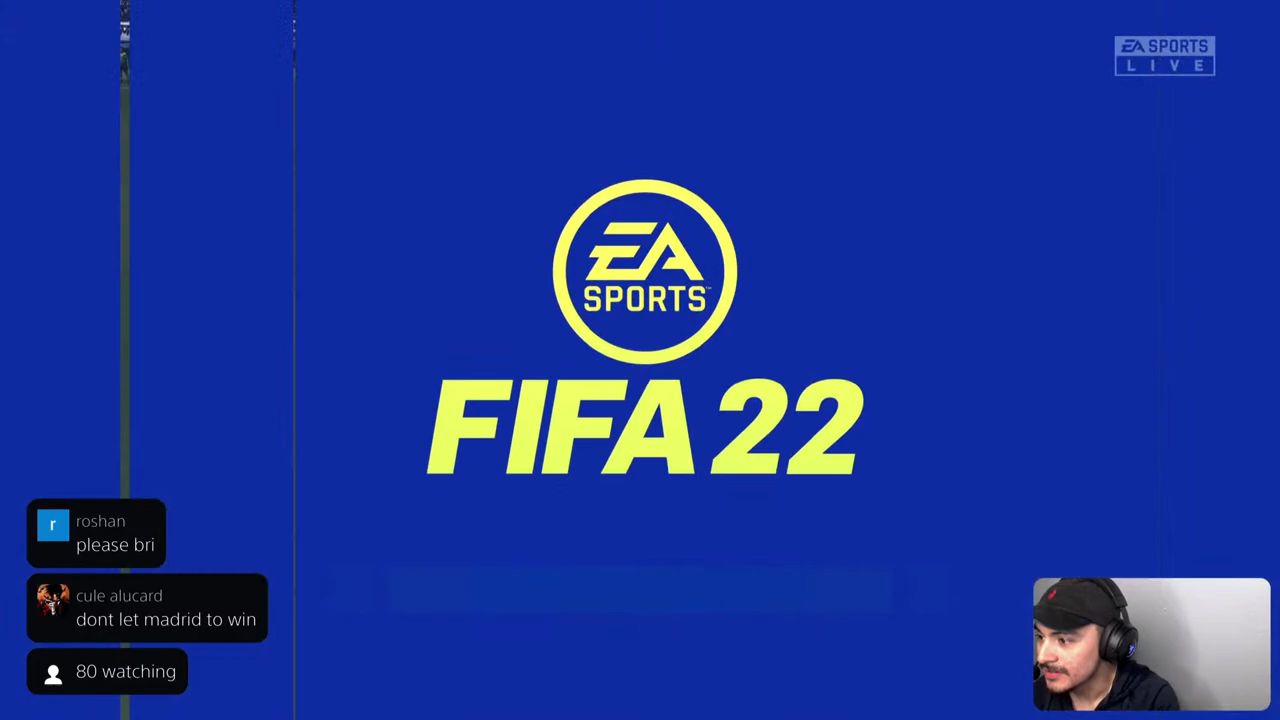 EA SPORTS
LIVE
EA
SPORTS
FIFA 22
roshan
please bri
cule alucard
dont let madrid to win
80 watching